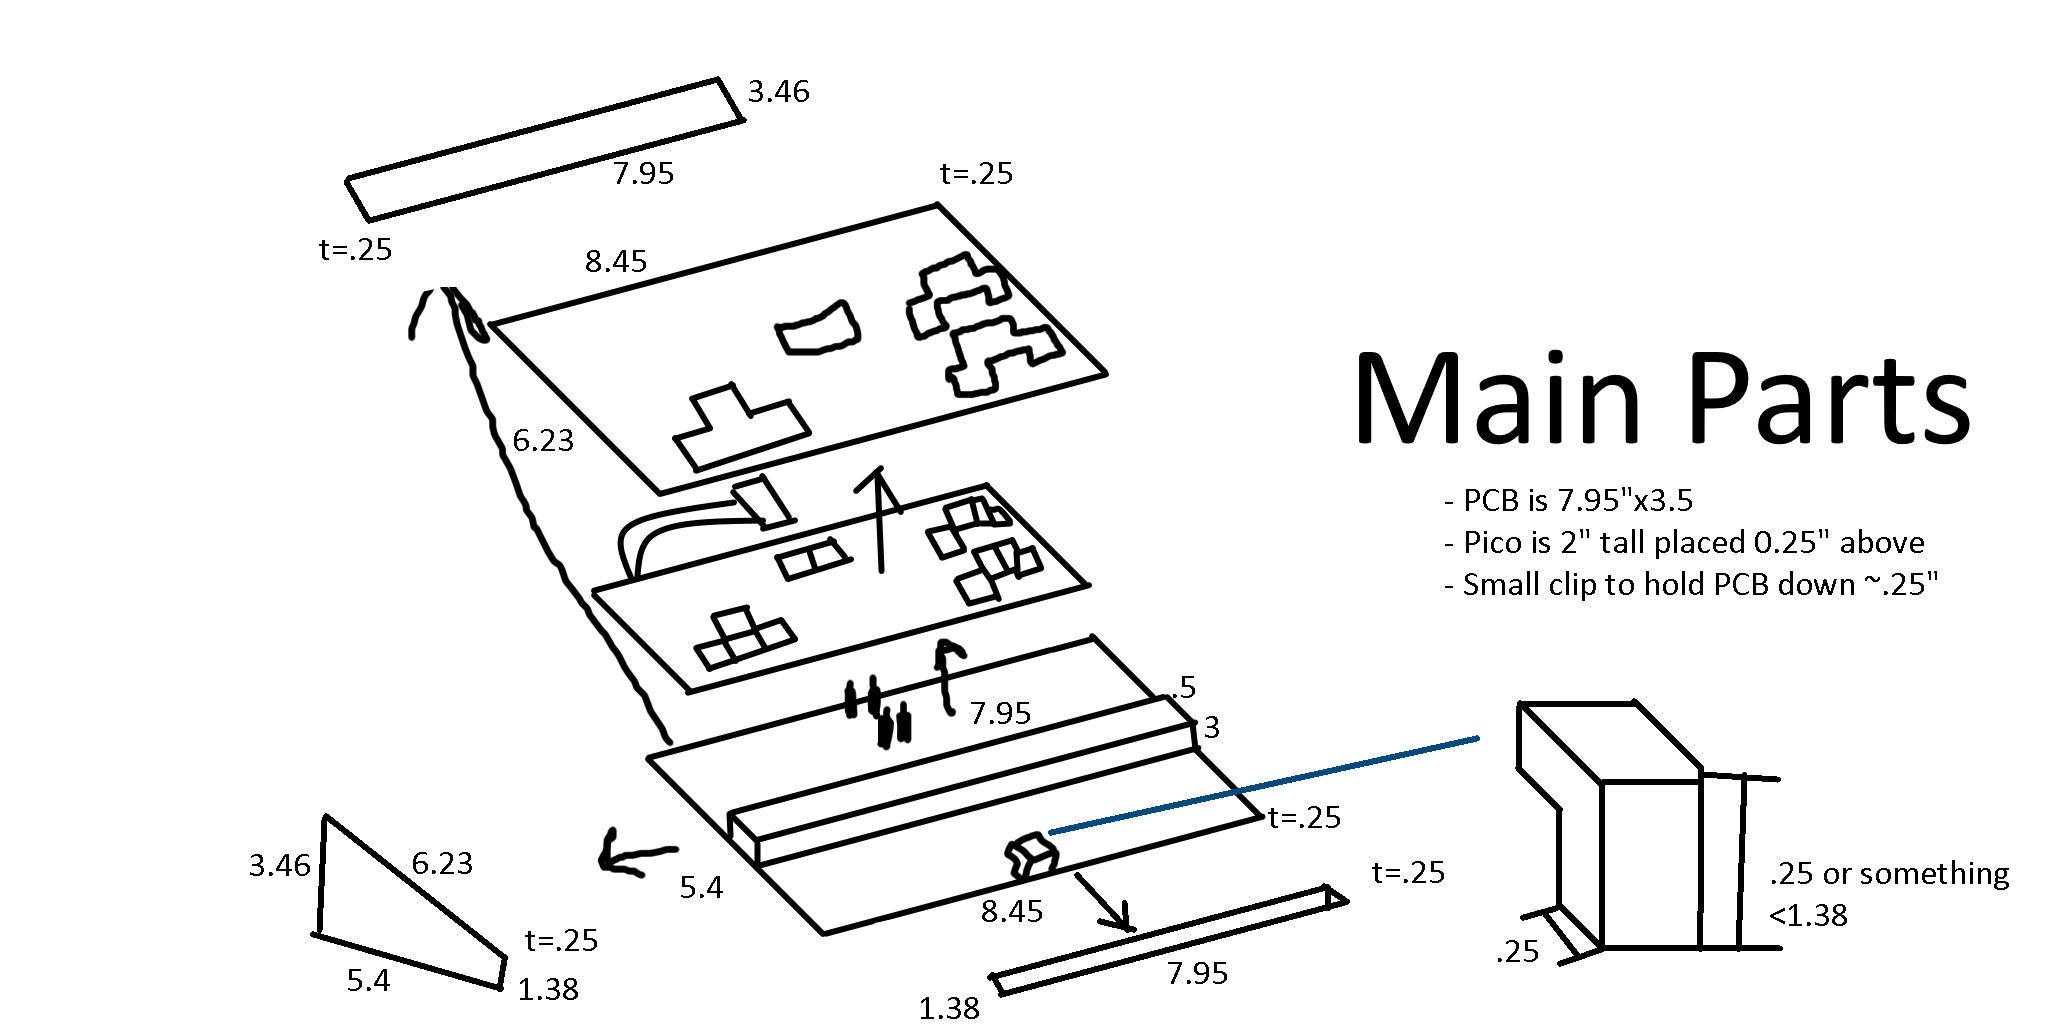 3.46
7.95
t=.25
t=.25
8.45
6.23
Main Parts
- PCB is 7.95"x3.5
- Pico is 2" tall placed 0.25" above
- Small clip to hold PCB down ~.25"
.5
7.95
3
t=.25
3.46
6.23
5.4
t=.25
8.45
.25 or something
<1.38
t=.25
.25
5.4
1.38
7.95
1.38